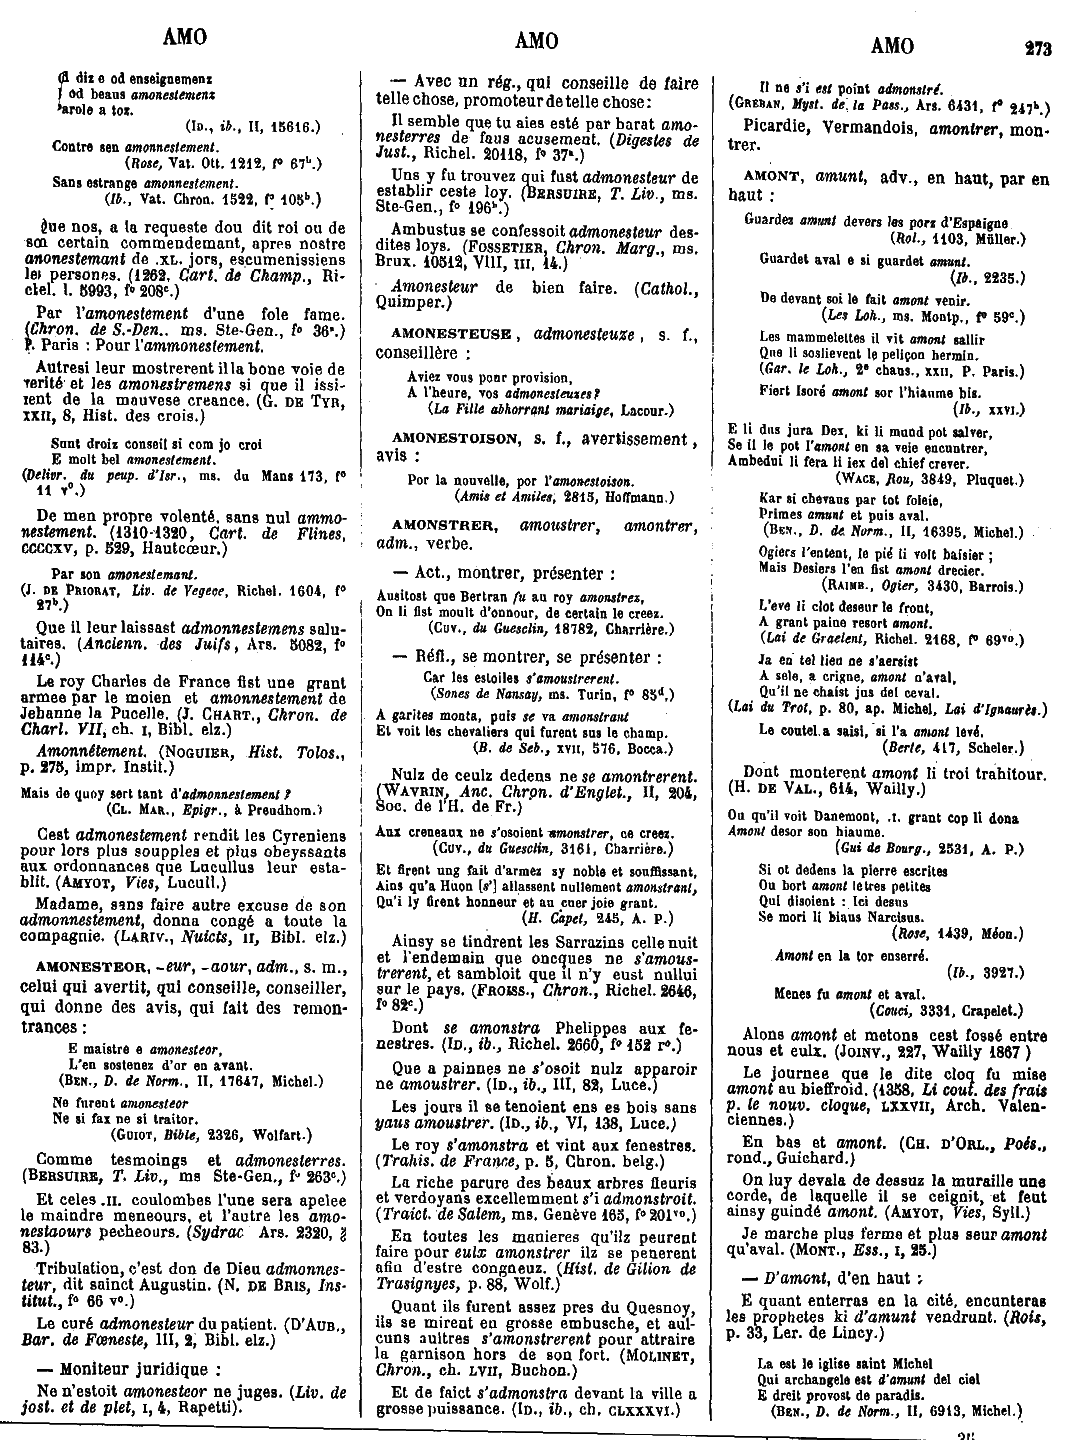 AMO
AMO
AMO
273
diz e od enseignemenz
od beaus amonestemenz
arole a toz.
(ID., ib., II, 15616.)
Contre sen amonnestement.
(Rose, Vat. Ott. 1212, f° 67b.)
Sans estrange amonnestement.
(Ib., Vat. Chron. 1522, f° 105b.)
Que nos, a la requeste dou dit roi ou de
son certain commendemant, apres nostre
anonestemant de .XL. jors, escumenissiens
les persones. (1262, Cart. de Champ., Ri-
chel. l. 5993, f° 208c.)
Par l'amonestement d'une fole fame.
(Chron. de S.-Den., ms. Ste-Gen., f° 36a.)
P. Paris : Pour l'ammonestement.
Autresi leur mostrerent il la bone voie de
verité et les amonestremens si que il issi-
rent de la mauvese creance. (G. DE TYR,
XXII, 8, Hist. des crois.)
Sunt droiz conseil si com jo croi
E molt bel amonestement.
(Delivr. du peup. d'Isr., ms. du Mans 173, f°
11 v°.)
De men propre volenté, sans nul ammo-
nestement. (1310-1320, Cart. de Flines,
CCCCXV, p. 529, Hautcœur.)
Par son amonestemant.
(J. DE PRIORAT, Liv. de Vegece, Richel. 1604, f°
27b.)
Que il leur laissast admonnestemens salu-
taires. (Ancienn. des Juifs, Ars. 5082, f°
114c.)
Le roy Charles de France fist une grant
armee par le moien et amonnestement de
Jehanne la Pucelle. (J. CHART., Chron. de
Charl. VII, ch. I, Bibl. elz.)
Amonnétement. (NOGUIER, Hist. Tolos.,
p. 275, impr. Instit.)
Mais de quoy sert tant d'admonnestement ?
(CL. MAR., Epigr., à Preudhom.)
Cest admonestement rendit les Cyreniens
pour lors plus soupples et plus obeyssants
aux ordonnances que Lucullus leur esta-
blit. (AMYOT, Vies, Lucull.)
Madame, sans faire autre excuse de son
admonnestement, donna congé a toute la
compagnie. (LARIV., Nuicts, II, Bibl. elz.)
AMONESTEOR, -eur, -aour, adm., s. m.,
celui qui avertit, qui conseille, conseiller,
qui donne des avis, qui fait des remon-
trances :
E maistre e amonesteor,
L'en sostenez d'or en avant.
(BEN., D. de Norm., II, 17647, Michel.)
Ne furent amonesteor
Ne si fax ne si traitor.
(GUIOT, Bible, 2326, Wolfart.)
Comme tesmoings et admonesterres.
(BERSUIRE, T. Liv., ms Ste-Gen., f° 263c.)
Et celes .II. coulombes l'une sera apelee
le maindre meneours, et l'autre les amo-
nestaours pecheours. (Sydrac Ars. 2320, §
83.)
Tribulation, c'est don de Dieu admonnes-
teur, dit sainct Augustin. (N. DE BRIS, Ins-
titut., f° 66 v°.)
Le curé admonesteur du patient. (D'AUB.,
Bar. de Fœneste, III, 2, Bibl. elz.)
— Moniteur juridique :
Ne n'estoit amonesteor ne juges. (Liv. de
jost. et de plet, I, 4, Rapetti).
— Avec un rég., qui conseille de faire
telle chose, promoteur de telle chose :
Il semble que tu aies esté par barat amo-
nesterres de faus acusement. (Digestes de
Just., Richel. 20118, f° 37a.)
Uns y fu trouvez qui fust admonesteur de
establir ceste loy. (BERSUIRE, T. Liv., ms.
Ste-Gen., f° 196b.)
Ambustus se confessoit admonesteur des-
dites loys. (FOSSETIER, Chron. Marg., ms.
Brux. 10512, VIII, III, 14.)
Amonesteur de bien faire. (Cathol.,
Quimper.)
AMONESTEUSE, admonesteuze, s. f.,
conseillère :
Aviez vous pour provision,
A l'heure, vos admonesteuzes?
(La Fille abhorrant mariaige, Lacour.)
AMONESTOISON, s. f., avertissement,
avis :
Por la nouvelle, por l'amonestoison.
(Amis et Amiles, 2815, Hoffmann.)
AMONSTRER, amoustrer, amontrer,
adm., verbe.
— Act., montrer, présenter :
Ausitost que Bertran fu au roy amonstrez,
On li fist moult d'onnour, de certain le creez.
(CUV., du Guesclin, 18782, Charrière.)
— Réfl., se montrer, se présenter :
Car les estoiles s'amoustrerent.
(Sones de Nansay, ms. Turin, f° 85d.)
A garites monta, puis se va amonstrant
Et voit les chevaliers qui furent sus le champ.
(B. de Seb., XVII, 576, Bocca.)
Nulz de ceulz dedens ne se amontrerent.
(WAVRIN, Anc. Chron. d'Englet., II, 204,
Soc. de l'H. de Fr.)
Aux creneaux ne s'osoient amonstrer, ce creez.
(CUV., du Guesclin, 3161, Charrière.)
Et firent ung fait d'armez sy noble et souffissant,
Ains qu'a Huon [s'] allassent nullement amonstrant,
Qu'i ly firent honneur et au cuer joie grant.
(H. Capet, 245, A. P.)
Ainsy se tindrent les Sarrazins celle nuit
et l'endemain que oncques ne s'amous-
trerent, et sambloit que il n'y eust nullui
sur le pays. (FROISS., Chron., Richel. 2646,
f° 82c.)
Dont se amonstra Phelippes aux fe-
nestres. (ID., ib., Richel. 2660, f° 152 r°.)
Que a painnes ne s'osoit nulz apparoir
ne amoustrer. (ID., ib., III, 82, Luce.)
Les jours il se tenoient ens es bois sans
yaus amoustrer. (ID., ib., VI, 138, Luce.)
Le roy s'amonstra et vint aux fenestres.
(Trahis. de France, p. 5, Chron. belg.)
La riche parure des beaux arbres fleuris
et verdoyans excellemment s'i admonstroit.
(Traict. de Salem, ms. Genève 165, f° 201vo.)
En toutes les manieres qu'ilz peurent
faire pour eulx amonstrer ilz se penerent
afin d'estre congneuz. (Hist. de Gilion de
Trasignyes, p. 88, Wolf.)
Quant ils furent assez pres du Quesnoy,
ils se mirent en grosse embusche, et aul-
cuns aultres s'amonstrerent pour attraire
la garnison hors de son fort. (MOLINET,
Chron., ch. LVII, Buchon.)
Et de faict s'admonstra devant la ville a
grosse puissance. (ID., ib., ch. CLXXXVI.)
Il ne s'i est point admonstré.
(GREBAN, Myst. de la Pass., Ars. 6431, f° 247b.)
Picardie, Vermandois, amontrer, mon-
trer.
AMONT, amunt, adv., en haut, par en
haut :
Guardez amunt devers les porz d'Espaigne
(Rol., 1103, Müller.)
Guardet aval e si guardet amunt.
(Ib., 2235.)
De devant soi le fait amont venir.
(Les Loh., ms. Montp., f° 59c.)
Les mammelettes il vit amont sallir
Que li soslievent le peliçon hermin.
(Gar. le Loh., 2e chans., XXII, P. Paris.)
Fiert Isoré amont sor l'hiaume bis.
(Ib., XXVI.)
E li dus jura Dex, ki li mund pot salver,
Se il le pot l'amont en sa veie encuntrer,
Ambedui li fera li iex del chief crever.
(WACE, Rou, 3849, Pluquet.)
Kar si chevaus par tot foleie,
Primes amunt et puis aval.
(BEN., D. de Norm., II, 16395, Michel.)
Ogiers l'entent, le pié li volt baisier ;
Mais Desiers l'en fist amont drecier.
(RAIMB., Ogier, 3430, Barrois.)
L'eve li clot deseur le front,
A grant paine resort amont.
(Lai de Graelent, Richel. 2168, f° 69vo.)
Ja en tel lieu ne s'aersist
A sele, a crigne, amont n'aval,
Qu'il ne chaist jus del ceval.
(Lai du Trot, p. 80, ap. Michel, Lai d'Ignaurès.)
Le coutel a saisi, si l'a amont levé.
(Berte, 417, Scheler.)
Dont monterent amont li troi trahitour.
(H. DE VAL., 614, Wailly.)
Ou qu'il voit Danemont, .I. grant cop li dona
Amont desor son hiaume.
(Gui de Bourg., 2531, A. P.)
Si ot dedens la pierre escrites
Ou bort amont letres petites
Qui disoient : Ici desus
Se mori li biaus Narcisus.
(Rose, 1439, Méon.)
Amont en la tor enserré.
(Ib., 3927.)
Menes fu amont et aval.
(Couci, 3331, Crapelet.)
Alons amont et metons cest fossé entre
nous et eulx. (JOINV., 227, Wailly 1867 )
Le journee que le dite cloq fu mise
amont au bieffroid. (1358, Li cout. des frais
p. le nouv. cloque, LXXVII, Arch. Valen-
ciennes.)
En bas et amont. (CH. D'ORL., Poés.,
rond., Guichard.)
On luy devala de dessuz la muraille une
corde, de laquelle il se ceignit, et feut
ainsy guindé amont. (AMYOT, Vies, Syll.)
Je marche plus ferme et plus seur amont
qu'aval. (MONT., Ess., I, 25.)
— D'amont, d'en haut :
E quant enterras en la cité, encunteras
les prophetes ki d'amunt vendrunt. (Rois,
p. 33, Ler. de Lincy.)
La est le iglise saint Michel
Qui archangele est d'amunt del ciel
E dreit provost de paradis.
(BEN., D. de Norm., II, 6913, Michel.)